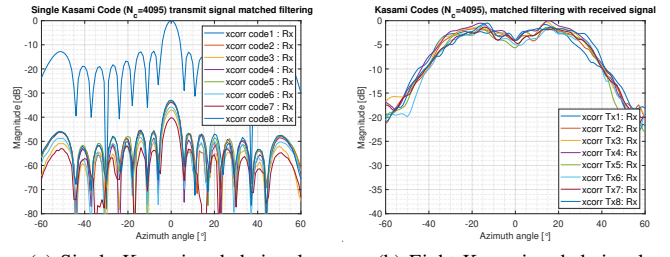 Single Kasami Code (N_c=4095) transmit signal matched filtering
0
-10
-20
-30
-40
-50
-60
-70
-80
Magnitude [dB]
-60
-40
-20
0
20
40
60
Azimuth angle [°]
xcorr code1 : Rx
xcorr code2 : Rx
xcorr code3 : Rx
xcorr code4 : Rx
xcorr code5 : Rx
xcorr code6 : Rx
xcorr code7 : Rx
xcorr code8 : Rx
Kasami Codes (N_c=4095), matched filtering with received signal
0
-5
-10
-15
-20
-25
-30
-35
-40
Magnitude [dB]
-60
-40
-20
0
20
40
60
Azimuth angle [°]
xcorr Tx1: Rx
xcorr Tx2: Rx
xcorr Tx3: Rx
xcorr Tx4: Rx
xcorr Tx5: Rx
xcorr Tx6: Rx
xcorr Tx7: Rx
xcorr Tx8: Rx